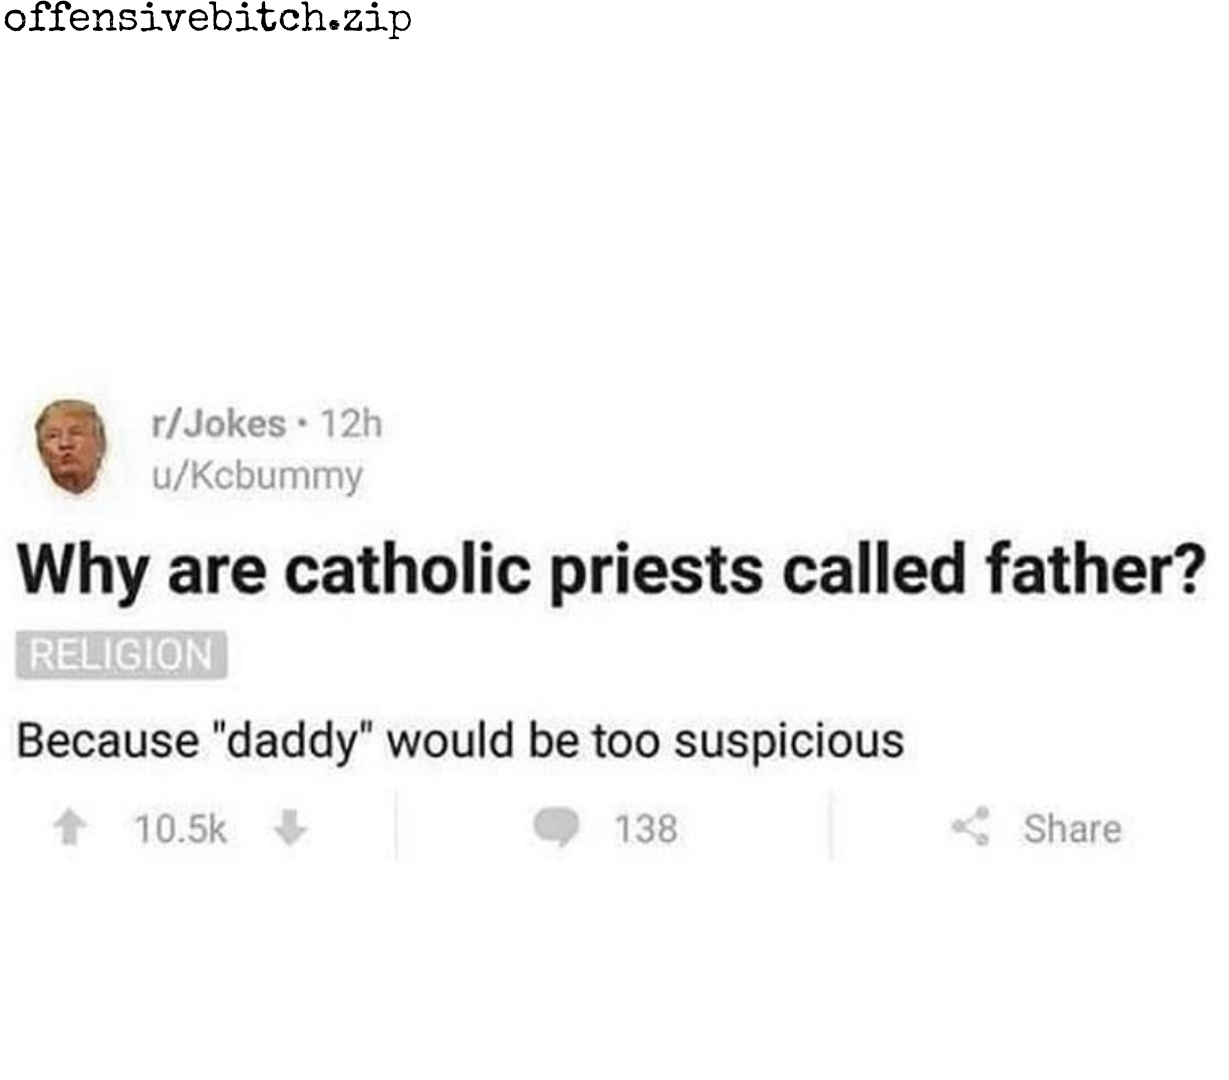 offensivebitch.zip
r/Jokes • 12h
u/Kcbummy
Why are catholic priests called father?
RELIGION
Because "daddy" would be too suspicious
10.5k 138 Share